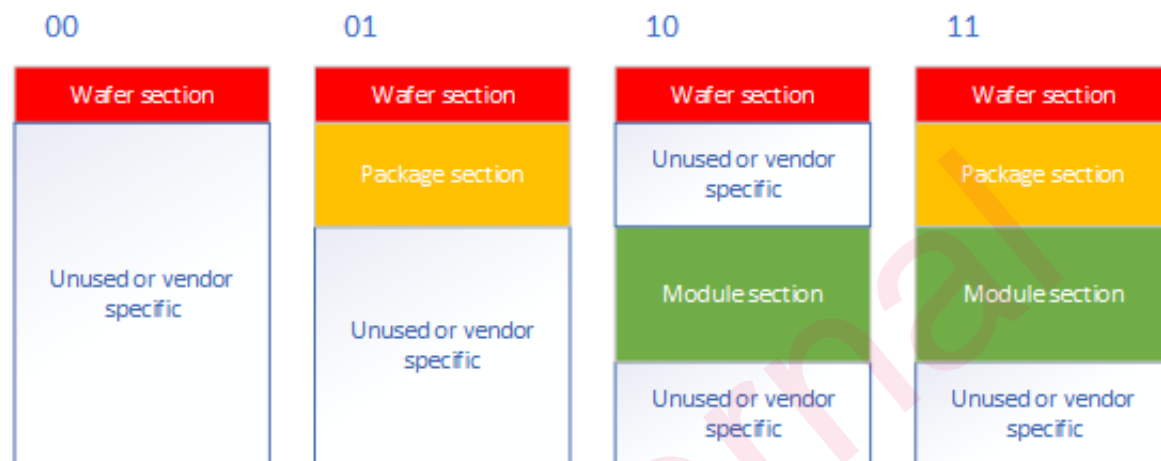 00
01
10
11
Wafer section
Wafer section
Wafer section
Wafer section
Unused or vendor
specific
Package section
Unused or vendor
specific
Unused or vendor
specific
Module section
Unused or vendor
specific
Package section
Module section
Unused or vendor
specific
ernal